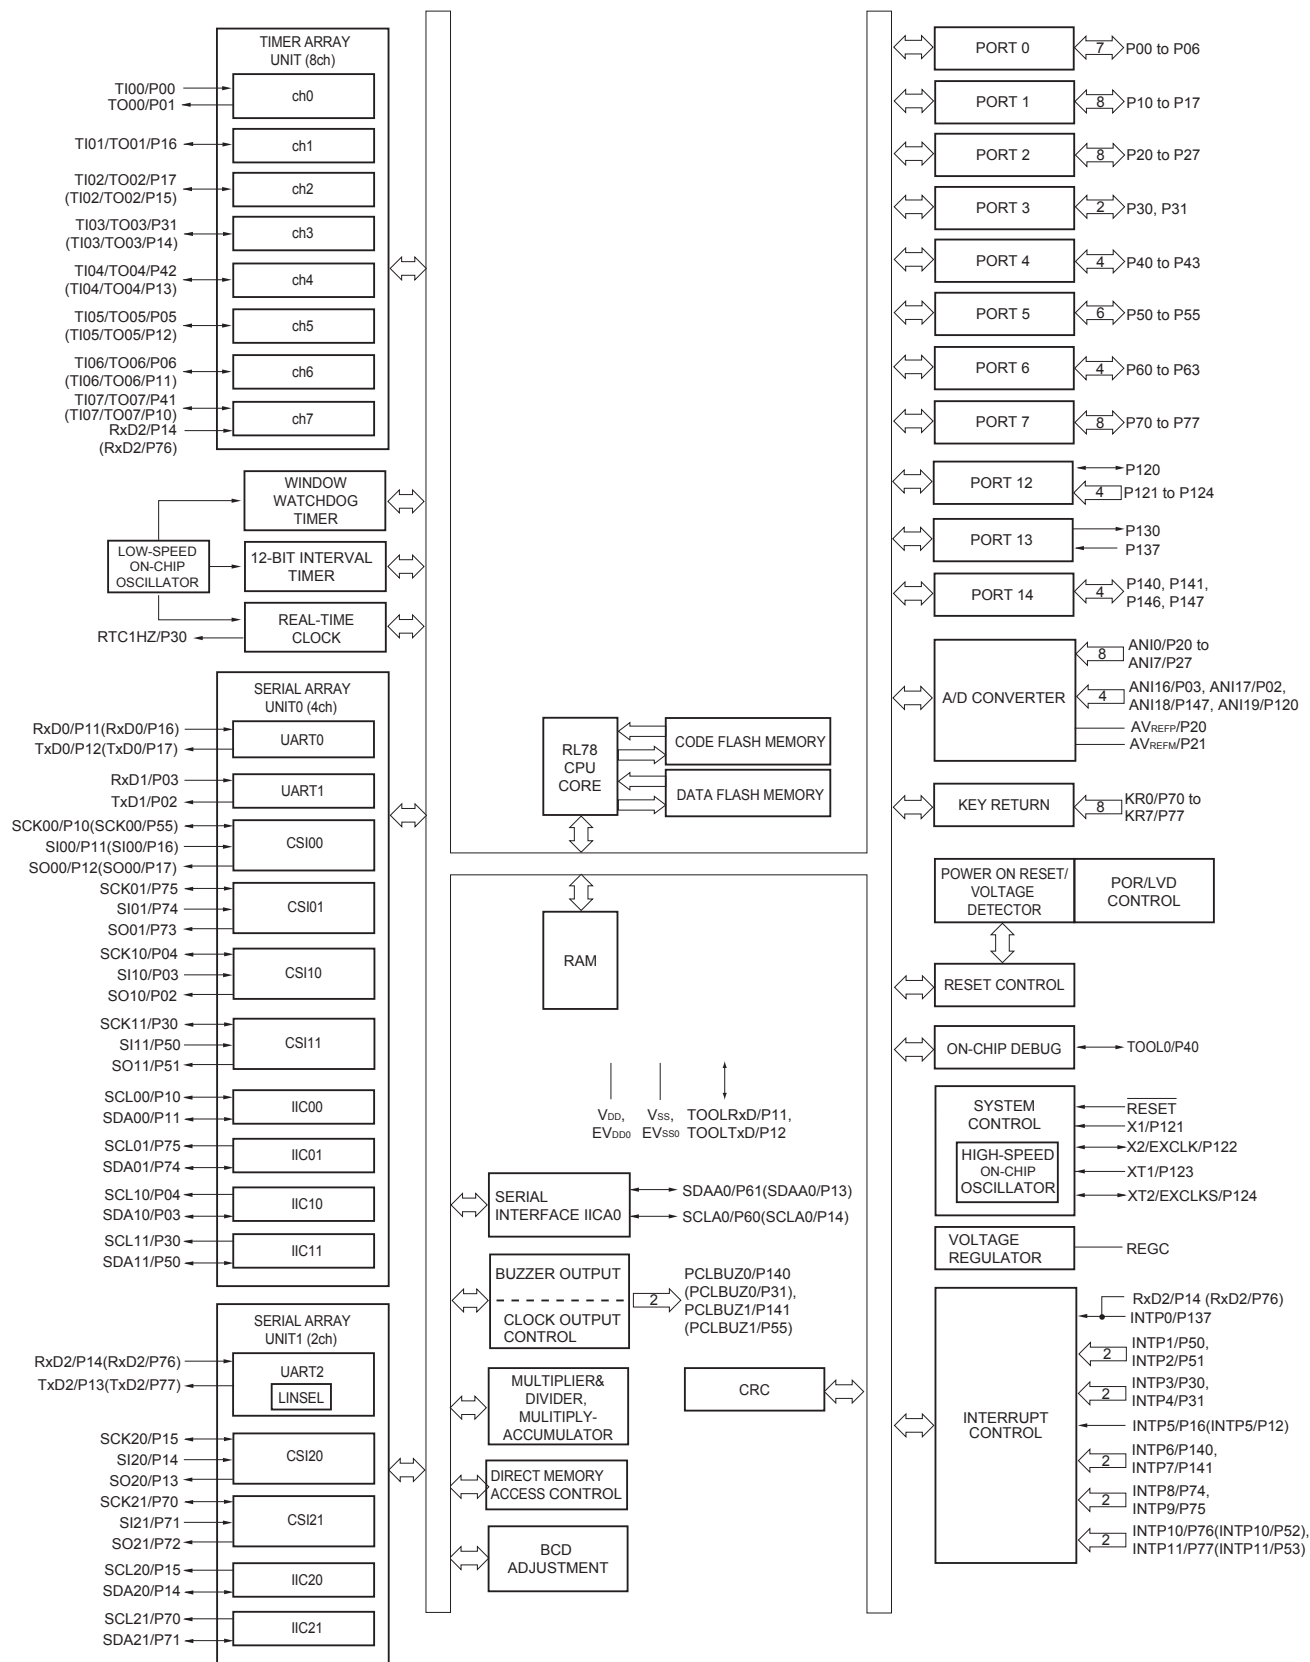 TIMER ARRAY
UNIT (8ch)
TI00/P00
TO00/P01
ch0
TI01/TO01/P16
ch1
TI02/TO02/P17
(TI02/TO02/P15)
ch2
TI03/TO03/P31
(TI03/TO03/P14)
ch3
TI04/TO04/P42
(TI04/TO04/P13)
ch4
TI05/TO05/P05
(TI05/TO05/P12)
ch5
TI06/TO06/P06
(TI06/TO06/P11)
ch6
TI07/TO07/P41
(TI07/TO07/P10)
RxD2/P14
(RxD2/P76)
ch7
WINDOW
WATCHDOG
TIMER
LOW-SPEED
ON-CHIP
OSCILLATOR
12-BIT INTERVAL
TIMER
REAL-TIME
CLOCK
RTC1HZ/P30
SERIAL ARRAY
UNIT0 (4ch)
RxD0/P11(RxD0/P16)
TxD0/P12(TxD0/P17)
UART0
RxD1/P03
TxD1/P02
UART1
SCK00/P10(SCK00/P55)
SI00/P11(SI00/P16)
SO00/P12(SO00/P17)
CSI00
SCK01/P75
SI01/P74
SO01/P73
CSI01
SCK10/P04
SI10/P03
SO10/P02
CSI10
SCK11/P30
SI11/P50
SO11/P51
CSI11
SCL00/P10
SDA00/P11
IIC00
SCL01/P75
SDA01/P74
IIC01
SCL10/P04
SDA10/P03
IIC10
SCL11/P30
SDA11/P50
IIC11
SERIAL ARRAY
UNIT1 (2ch)
RxD2/P14(RxD2/P76)
TxD2/P13(TxD2/P77)
UART2
LINSEL
SCK20/P15
SI20/P14
SO20/P13
CSI20
SCK21/P70
SI21/P71
SO21/P72
CSI21
SCL20/P15
SDA20/P14
IIC20
SCL21/P70
SDA21/P71
IIC21
RL78
CPU
CORE
CODE FLASH MEMORY
DATA FLASH MEMORY
RAM
VDD,
EVDD0
VSS,
EVSS0
TOOLRxD/P11,
TOOLTxD/P12
SERIAL
INTERFACE IICA0
SDAA0/P61(SDAA0/P13)
SCLA0/P60(SCLA0/P14)
BUZZER OUTPUT
CLOCK OUTPUT
CONTROL
2
PCLBUZ0/P140
(PCLBUZ0/P31),
PCLBUZ1/P141
(PCLBUZ1/P55)
MULTIPLIER&
DIVIDER,
MULITIPLY-
ACCUMULATOR
CRC
DIRECT MEMORY
ACCESS CONTROL
BCD
ADJUSTMENT
PORT 0
7
P00 to P06
PORT 1
8
P10 to P17
PORT 2
8
P20 to P27
PORT 3
2
P30, P31
PORT 4
4
P40 to P43
PORT 5
6
P50 to P55
PORT 6
4
P60 to P63
PORT 7
8
P70 to P77
PORT 12
P120
4
P121 to P124
PORT 13
P130
P137
PORT 14
4
P140, P141,
P146, P147
A/D CONVERTER
8
ANI0/P20 to
ANI7/P27
4
ANI16/P03, ANI17/P02,
ANI18/P147, ANI19/P120
AVREFP/P20
AVREFM/P21
KEY RETURN
8
KR0/P70 to
KR7/P77
POWER ON RESET/
VOLTAGE
DETECTOR
POR/LVD
CONTROL
RESET CONTROL
ON-CHIP DEBUG
TOOL0/P40
SYSTEM
CONTROL
HIGH-SPEED
ON-CHIP
OSCILLATOR
RESET
X1/P121
X2/EXCLK/P122
XT1/P123
XT2/EXCLKS/P124
VOLTAGE
REGULATOR
REGC
INTERRUPT
CONTROL
RxD2/P14 (RxD2/P76)
INTP0/P137
2
INTP1/P50,
INTP2/P51
2
INTP3/P30,
INTP4/P31
INTP5/P16(INTP5/P12)
2
INTP6/P140,
INTP7/P141
2
INTP8/P74,
INTP9/P75
2
INTP10/P76(INTP10/P52),
INTP11/P77(INTP11/P53)